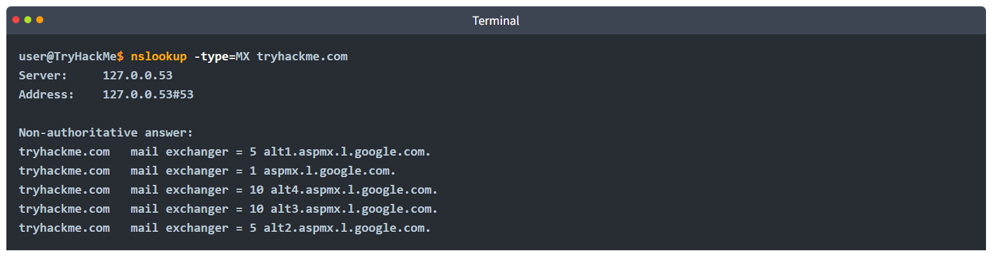 Terminal
user@TryHackMe$ nslookup -type=MX tryhackme.com
Server:     127.0.0.53
Address:    127.0.0.53#53
Non-authoritative answer:
tryhackme.com   mail exchanger = 5 alt1.aspmx.l.google.com.
tryhackme.com   mail exchanger = 1 aspmx.l.google.com.
tryhackme.com   mail exchanger = 10 alt4.aspmx.l.google.com.
tryhackme.com   mail exchanger = 10 alt3.aspmx.l.google.com.
tryhackme.com   mail exchanger = 5 alt2.aspmx.l.google.com.